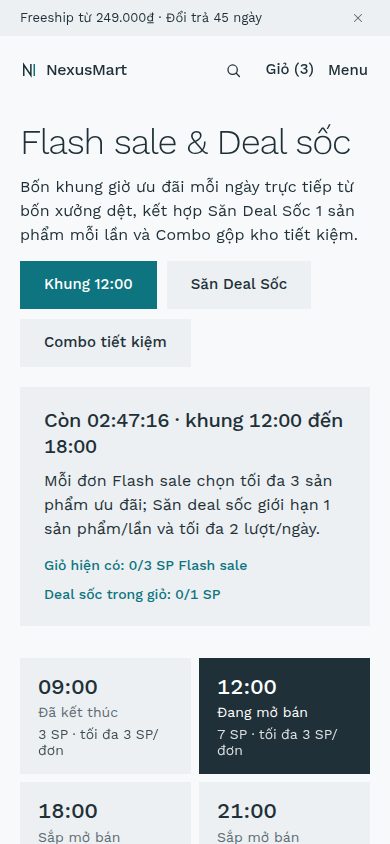 Freeship từ 249.000₫ · Đổi trả 45 ngày
NexusMart
Giỏ (3)
Menu
Flash sale & Deal sốc
Bốn khung giờ ưu đãi mỗi ngày trực tiếp từ
bốn xưởng dệt, kết hợp Săn Deal Sốc 1 sản
phẩm mỗi lần và Combo gộp kho tiết kiệm.
Khung 12:00
Săn Deal Sốc
Combo tiết kiệm
Còn 02:47:16 · khung 12:00 đến
18:00
Mỗi đơn Flash sale chọn tối đa 3 sản
phẩm ưu đãi; Săn deal sốc giới hạn 1
sản phẩm/lần và tối đa 2 lượt/ngày.
Giỏ hiện có: 0/3 SP Flash sale
Deal sốc trong giỏ: 0/1 SP
09:00
Đã kết thúc
3 SP · tối đa 3 SP/
đơn
12:00
Đang mở bán
7 SP · tối đa 3 SP/
đơn
18:00
Sắp mở bán
21:00
Sắp mở bán